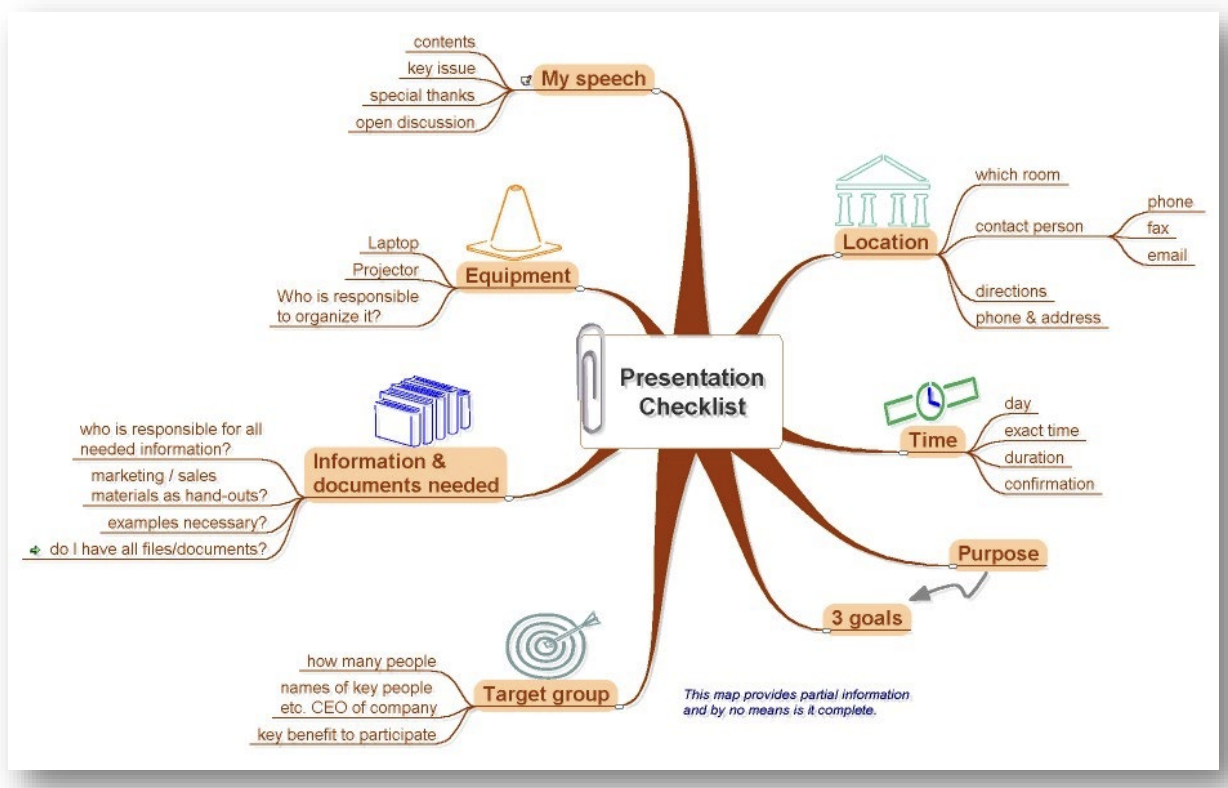 Presentation
Checklist
My speech
contents
key issue
special thanks
open discussion
Location
which room
contact person
phone
fax
email
directions
phone & address
Equipment
Laptop
Projector
Who is responsible
to organize it?
Time
day
exact time
duration
confirmation
Information &
documents needed
who is responsible for all
needed information?
marketing / sales
materials as hand-outs?
examples necessary?
do I have all files/documents?
Purpose
3 goals
Target group
how many people
names of key people
etc. CEO of company
key benefit to participate
This map provides partial information
and by no means is it complete.